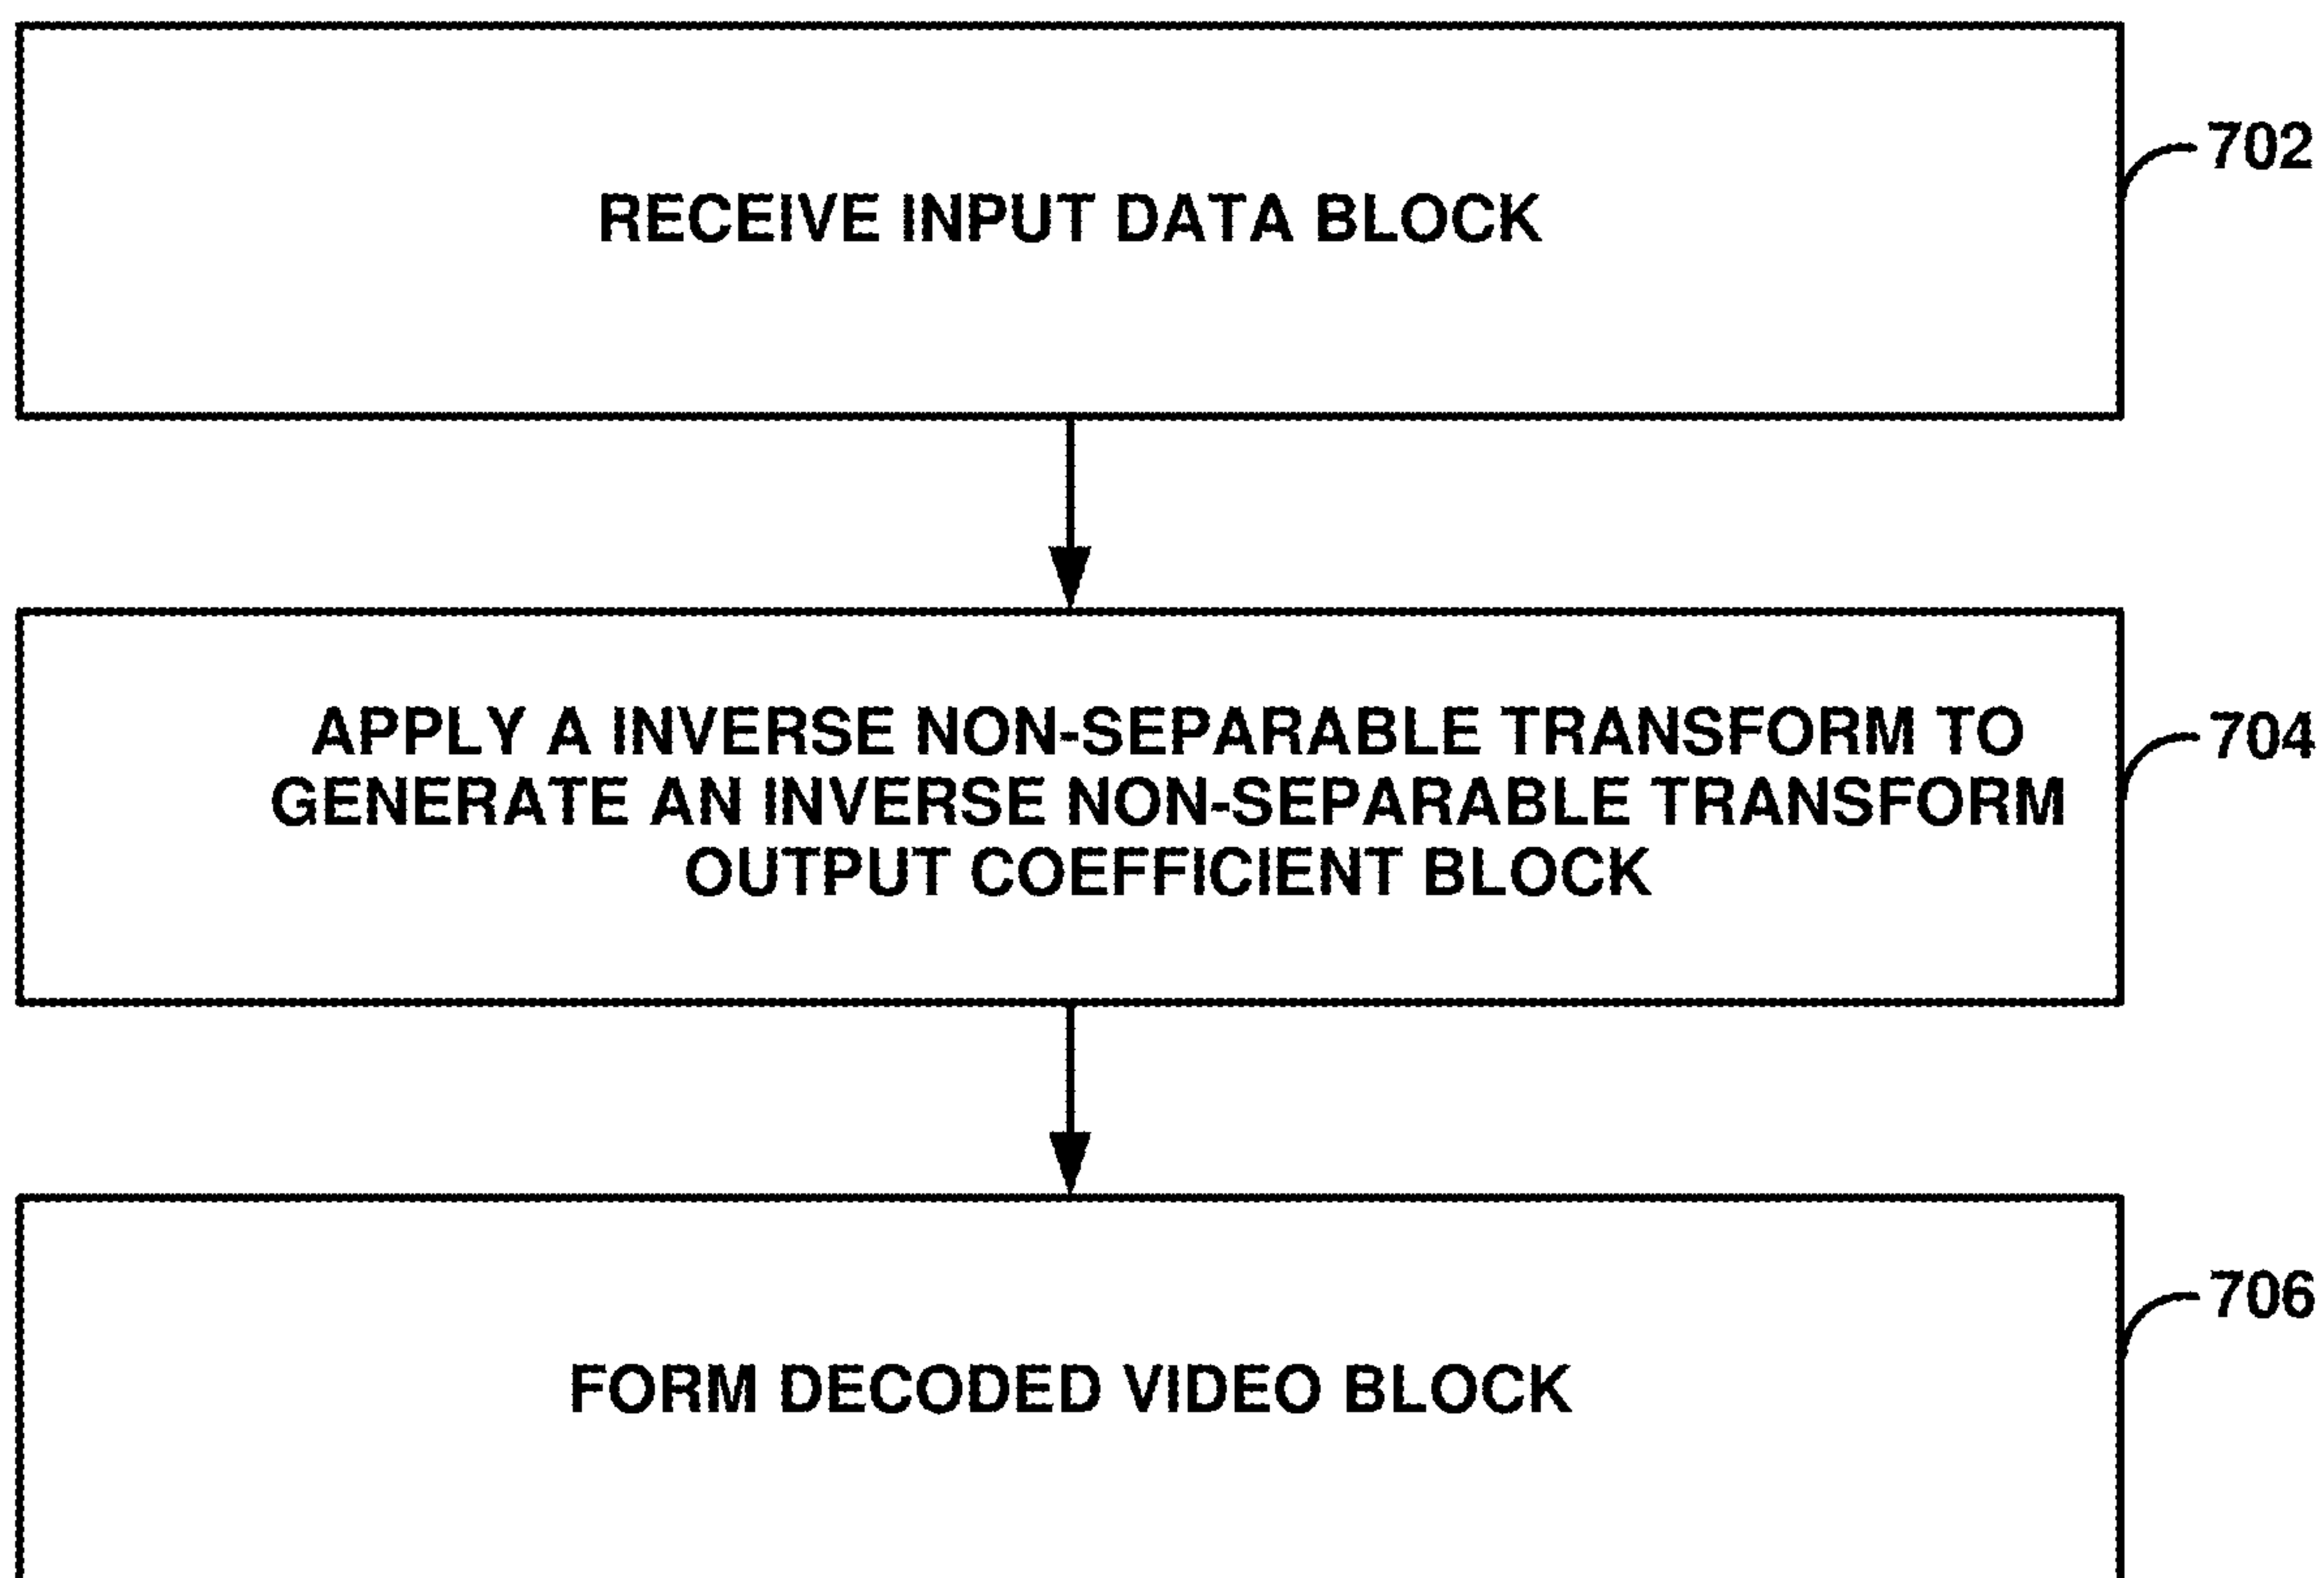 RECEIVE INPUT DATA BLOCK
702
APPLY A INVERSE NON-SEPARABLE TRANSFORM TO
GENERATE AN INVERSE NON-SEPARABLE TRANSFORM
OUTPUT COEFFICIENT BLOCK
704
FORM DECODED VIDEO BLOCK
706